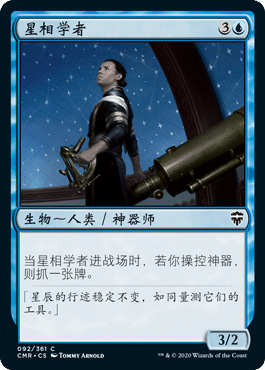 星相学者 3
生物～人类 / 神器师
当星相学者进战场时，若你操控神器，
则抓一张牌。
「星辰的行迹稳定不变，如同量测它们的
工具。」
3/2
092/361 C
CMR • CS TOMMY ARNOLD
™ & © 2020 Wizards of the Coast